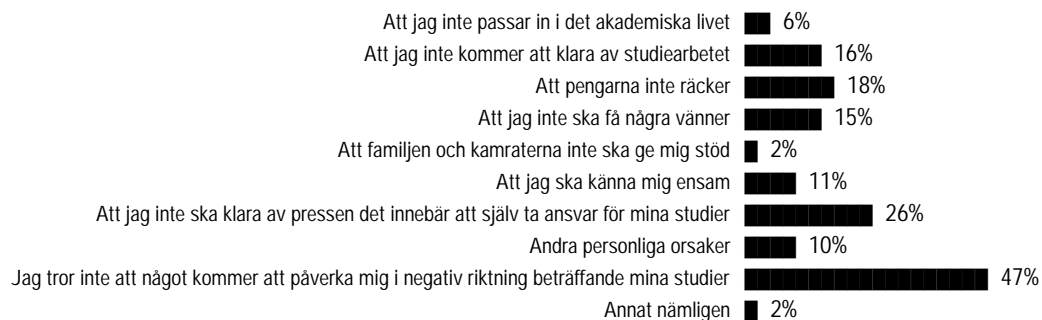 Att jag inte passar in i det akademiska livet 6%
Att jag inte kommer att klara av studiearbetet 16%
Att pengarna inte räcker 18%
Att jag inte ska få några vänner 15%
Att familjen och kamraterna inte ska ge mig stöd 2%
Att jag ska känna mig ensam 11%
Att jag inte ska klara av pressen det innebär att själv ta ansvar för mina studier 26%
Andra personliga orsaker 10%
Jag tror inte att något kommer att påverka mig i negativ riktning beträffande mina studier 47%
Annat nämligen 2%